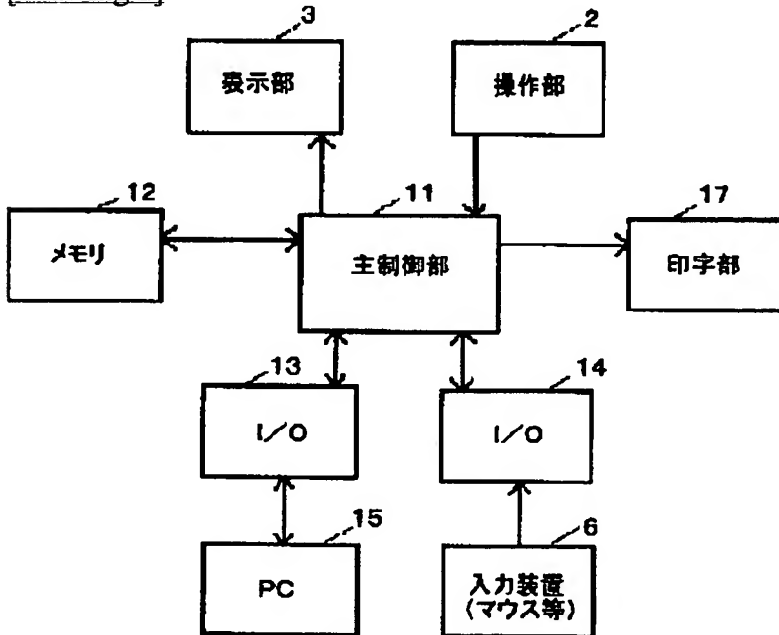 3
表示部
2
操作部
12
メモリ
11
主制御部
17
印字部
13
I/O
14
I/O
15
PC
6
入力装置
(マウス等)